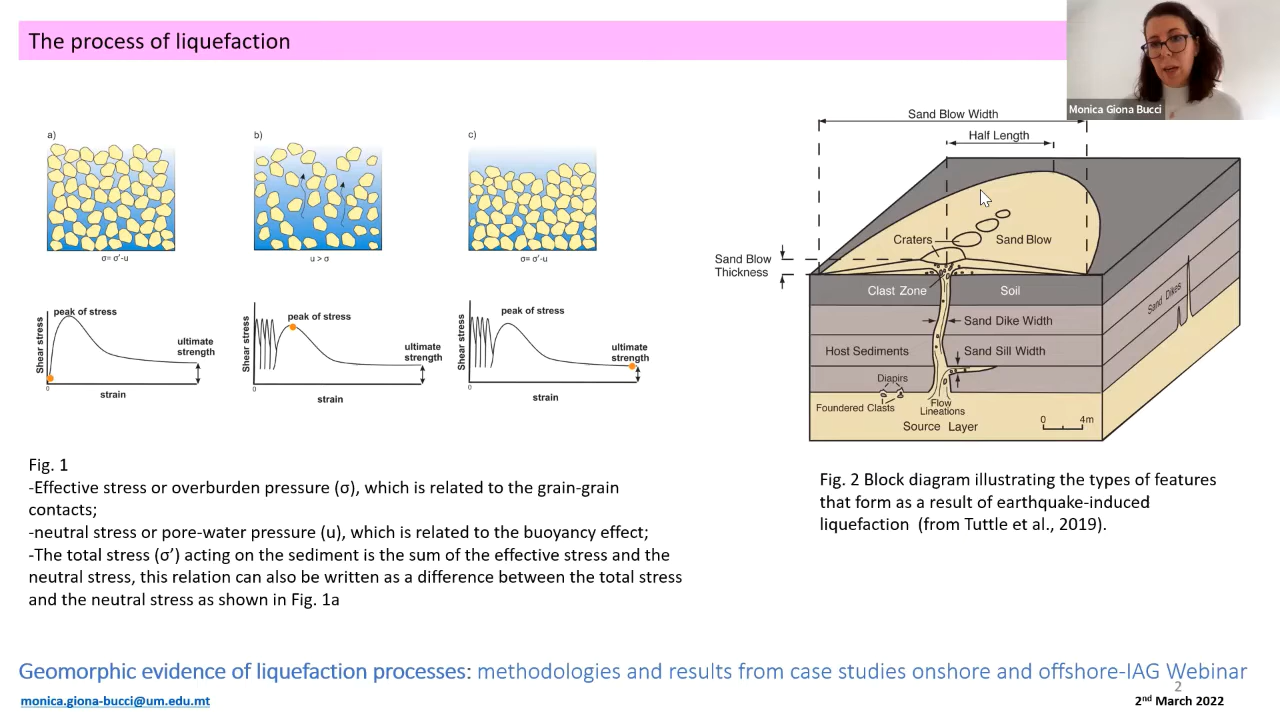 The process of liquefaction
Monica Giona Bucci
a)
b)
c)
σ= σ'-u
u > σ
σ= σ'-u
Shear stress
peak of stress
ultimate
strength
0
strain
Shear stress
peak of stress
ultimate
strength
0
strain
Shear stress
peak of stress
ultimate
strength
0
strain
Fig. 1
-Effective stress or overburden pressure (σ), which is related to the grain-grain
contacts;
-neutral stress or pore-water pressure (u), which is related to the buoyancy effect;
-The total stress (σ’) acting on the sediment is the sum of the effective stress and the
neutral stress, this relation can also be written as a difference between the total stress
and the neutral stress as shown in Fig. 1a
Sand Blow Width
Half Length
Craters
Sand Blow
Sand Blow
Thickness
Clast Zone
Soil
Sand Dikes
Sand Dike Width
Host Sediments
Sand Sill Width
Diapirs
Foundered Clasts
Flow
Lineations
Source Layer
0 4m
Fig. 2 Block diagram illustrating the types of features
that form as a result of earthquake-induced
liquefaction (from Tuttle et al., 2019).
Geomorphic evidence of liquefaction processes: methodologies and results from case studies onshore and offshore-IAG Webinar
2
monica.giona-bucci@um.edu.mt
2nd March 2022